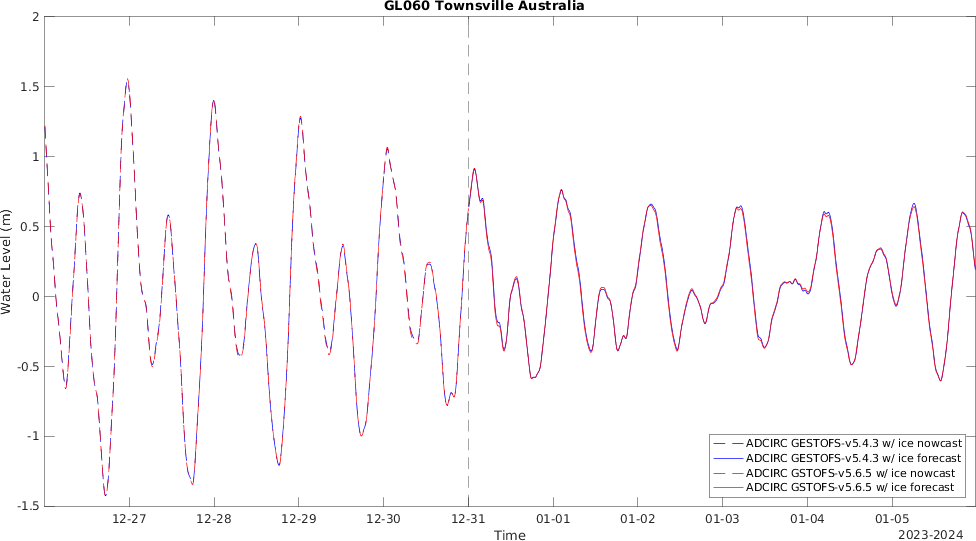 GL060 Townsville Australia
2
1.5
1
0.5
0
-0.5
-1
-1.5
Water Level (m)
12-27 12-28 12-29 12-30 12-31 01-01 01-02 01-03 01-04 01-05
Time
2023-2024
ADCIRC GESTOFS-v5.4.3 w/ ice nowcast
ADCIRC GESTOFS-v5.4.3 w/ ice forecast
ADCIRC GSTOFS-v5.6.5 w/ ice nowcast
ADCIRC GSTOFS-v5.6.5 w/ ice forecast